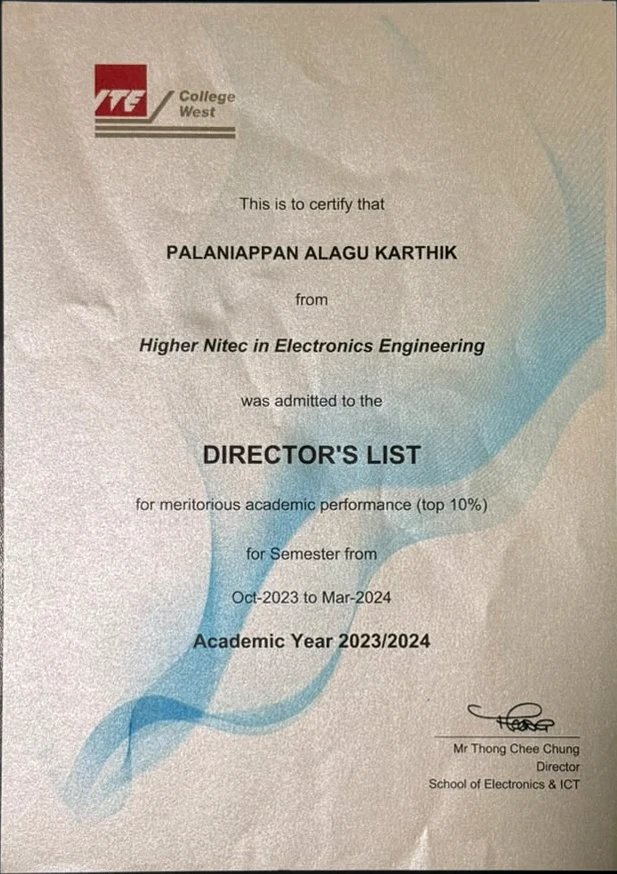 ITE
College
West
This is to certify that
PALANIAPPAN ALAGU KARTHIK
from
Higher Nitec in Electronics Engineering
was admitted to the
DIRECTOR'S LIST
for meritorious academic performance (top 10%)
for Semester from
Oct-2023 to Mar-2024
Academic Year 2023/2024
Mr Thong Chee Chung
Director
School of Electronics & ICT